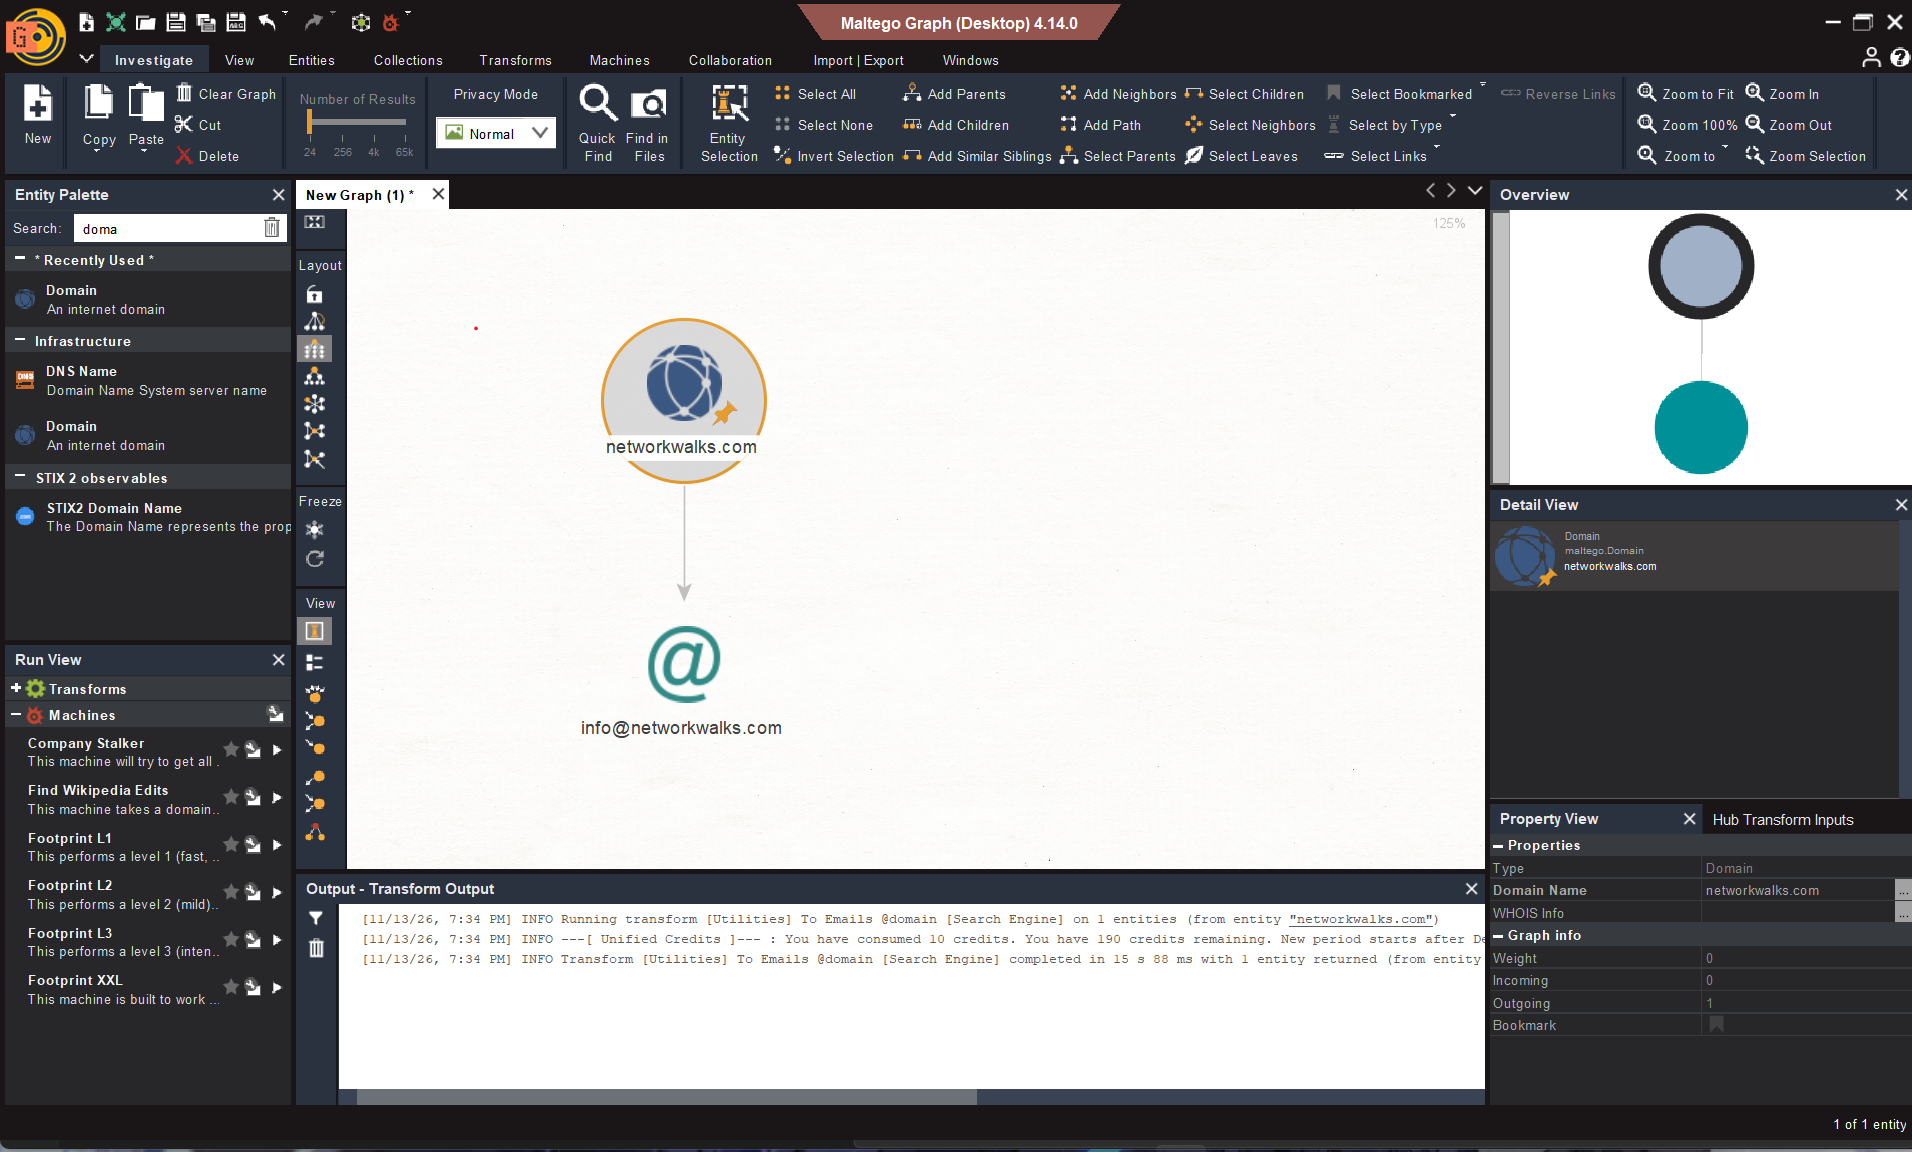 Maltego Graph (Desktop) 4.14.0
Investigate View Entities Collections Transforms Machines Collaboration Import | Export Windows
New
Copy
Paste
Clear Graph
Cut
Delete
Number of Results
24 256 4k 65k
Privacy Mode
Normal
Quick Find
Find in Files
Entity Selection
Select All
Select None
Invert Selection
Add Parents
Add Children
Add Similar Siblings
Add Neighbors
Add Path
Select Parents
Select Children
Select Neighbors
Select Leaves
Select Bookmarked
Select by Type
Select Links
Reverse Links
Zoom to Fit
Zoom 100%
Zoom to
Zoom In
Zoom Out
Zoom Selection
Entity Palette
Search: doma
* Recently Used *
Domain
An internet domain
Infrastructure
DNS Name
Domain Name System server name
Domain
An internet domain
STIX 2 observables
STIX2 Domain Name
The Domain Name represents the prop
Run View
Transforms
Machines
Company Stalker
This machine will try to get all .
Find Wikipedia Edits
This machine takes a domain..
Footprint L1
This performs a level 1 (fast, ..
Footprint L2
This performs a level 2 (mild)..
Footprint L3
This performs a level 3 (inten..
Footprint XXL
This machine is built to work ...
New Graph (1) *
Layout
Freeze
View
125%
networkwalks.com
info@networkwalks.com
Output - Transform Output
[11/13/26, 7:34 PM] INFO Running transform [Utilities] To Emails @domain [Search Engine] on 1 entities (from entity "networkwalks.com")
[11/13/26, 7:34 PM] INFO ---[ Unified Credits ]--- : You have consumed 10 credits. You have 190 credits remaining. New period starts after De
[11/13/26, 7:34 PM] INFO Transform [Utilities] To Emails @domain [Search Engine] completed in 15 s 88 ms with 1 entity returned (from entity
Overview
Detail View
Domain
maltego.Domain
networkwalks.com
Property View
Hub Transform Inputs
Properties
Type Domain
Domain Name networkwalks.com ...
WHOIS Info ...
Graph info
Weight 0
Incoming 0
Outgoing 1
Bookmark
1 of 1 entity